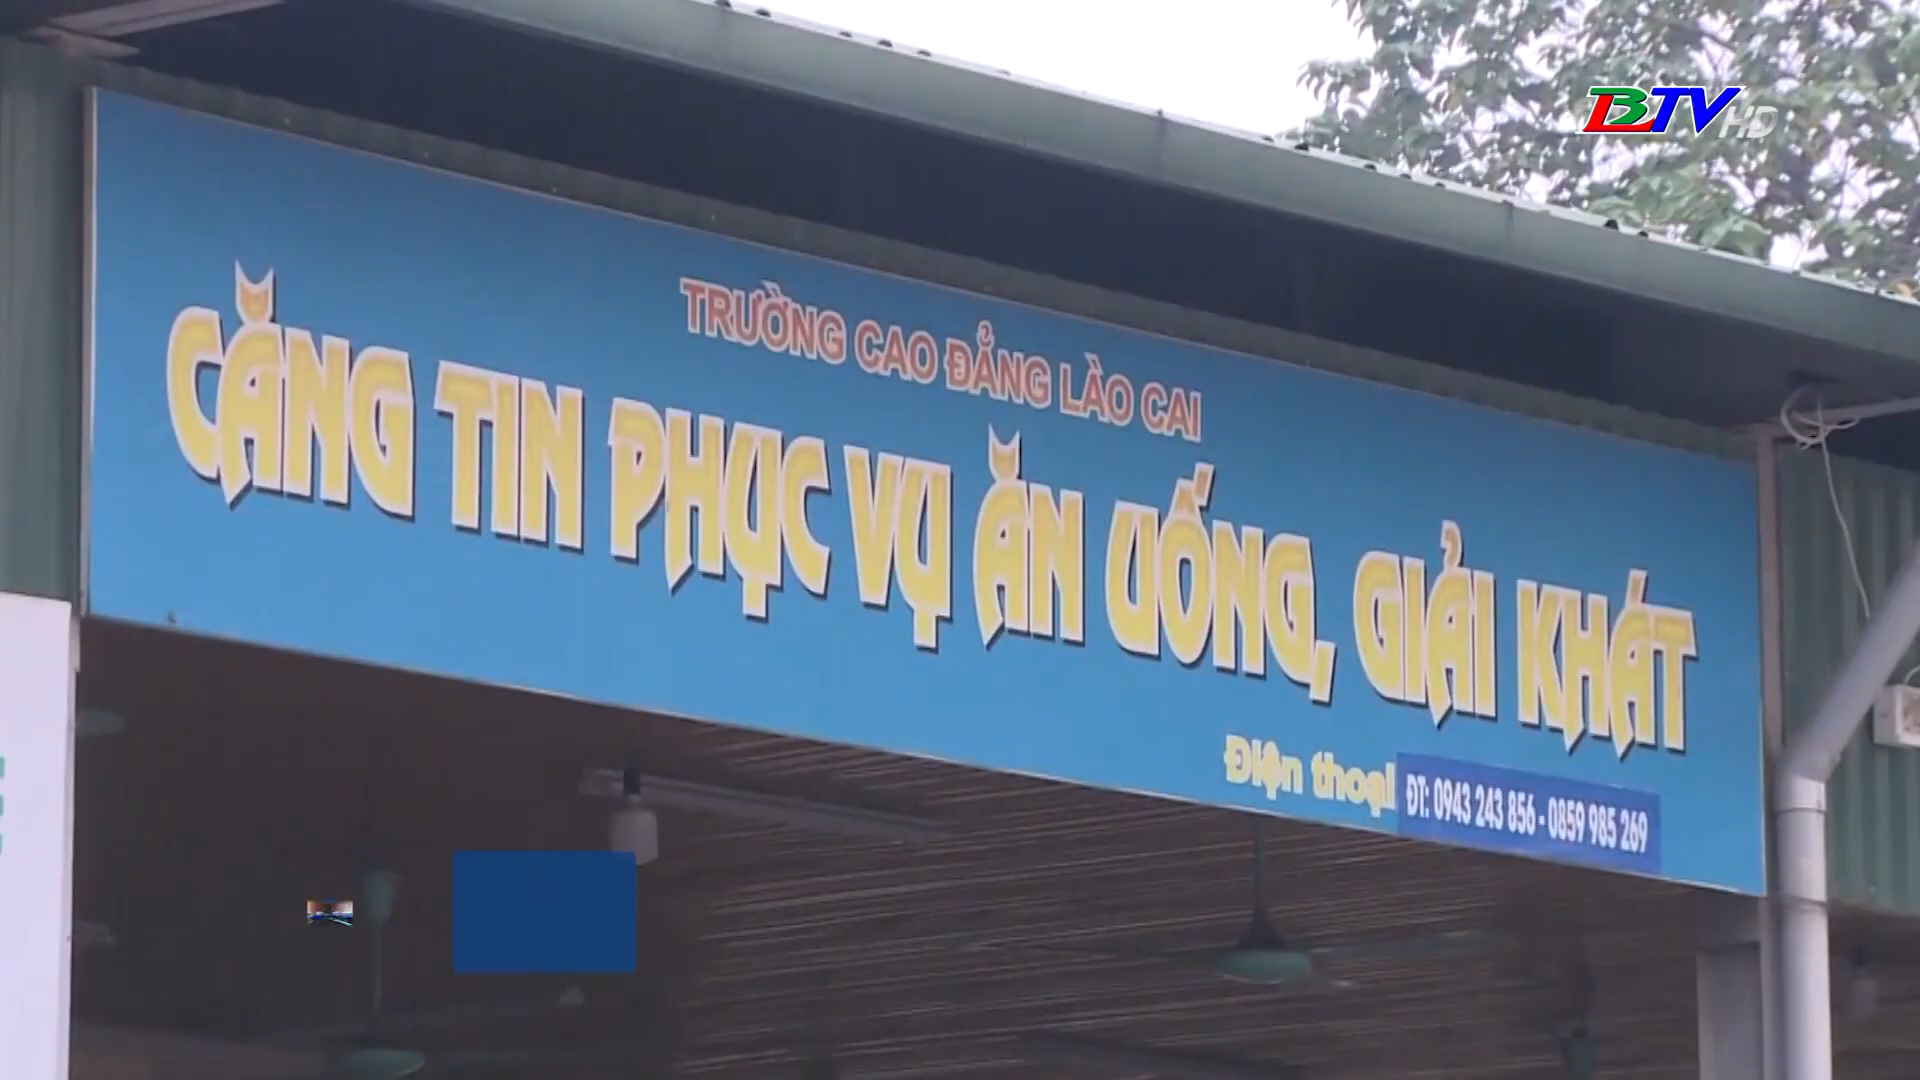 BTV HD
TRƯỜNG CAO ĐẲNG LÀO CAI
CĂNG TIN PHỤC VỤ ĂN UỐNG, GIẢI KHÁT
Điện thoại ĐT: 0943 243 856 - 0859 985 269